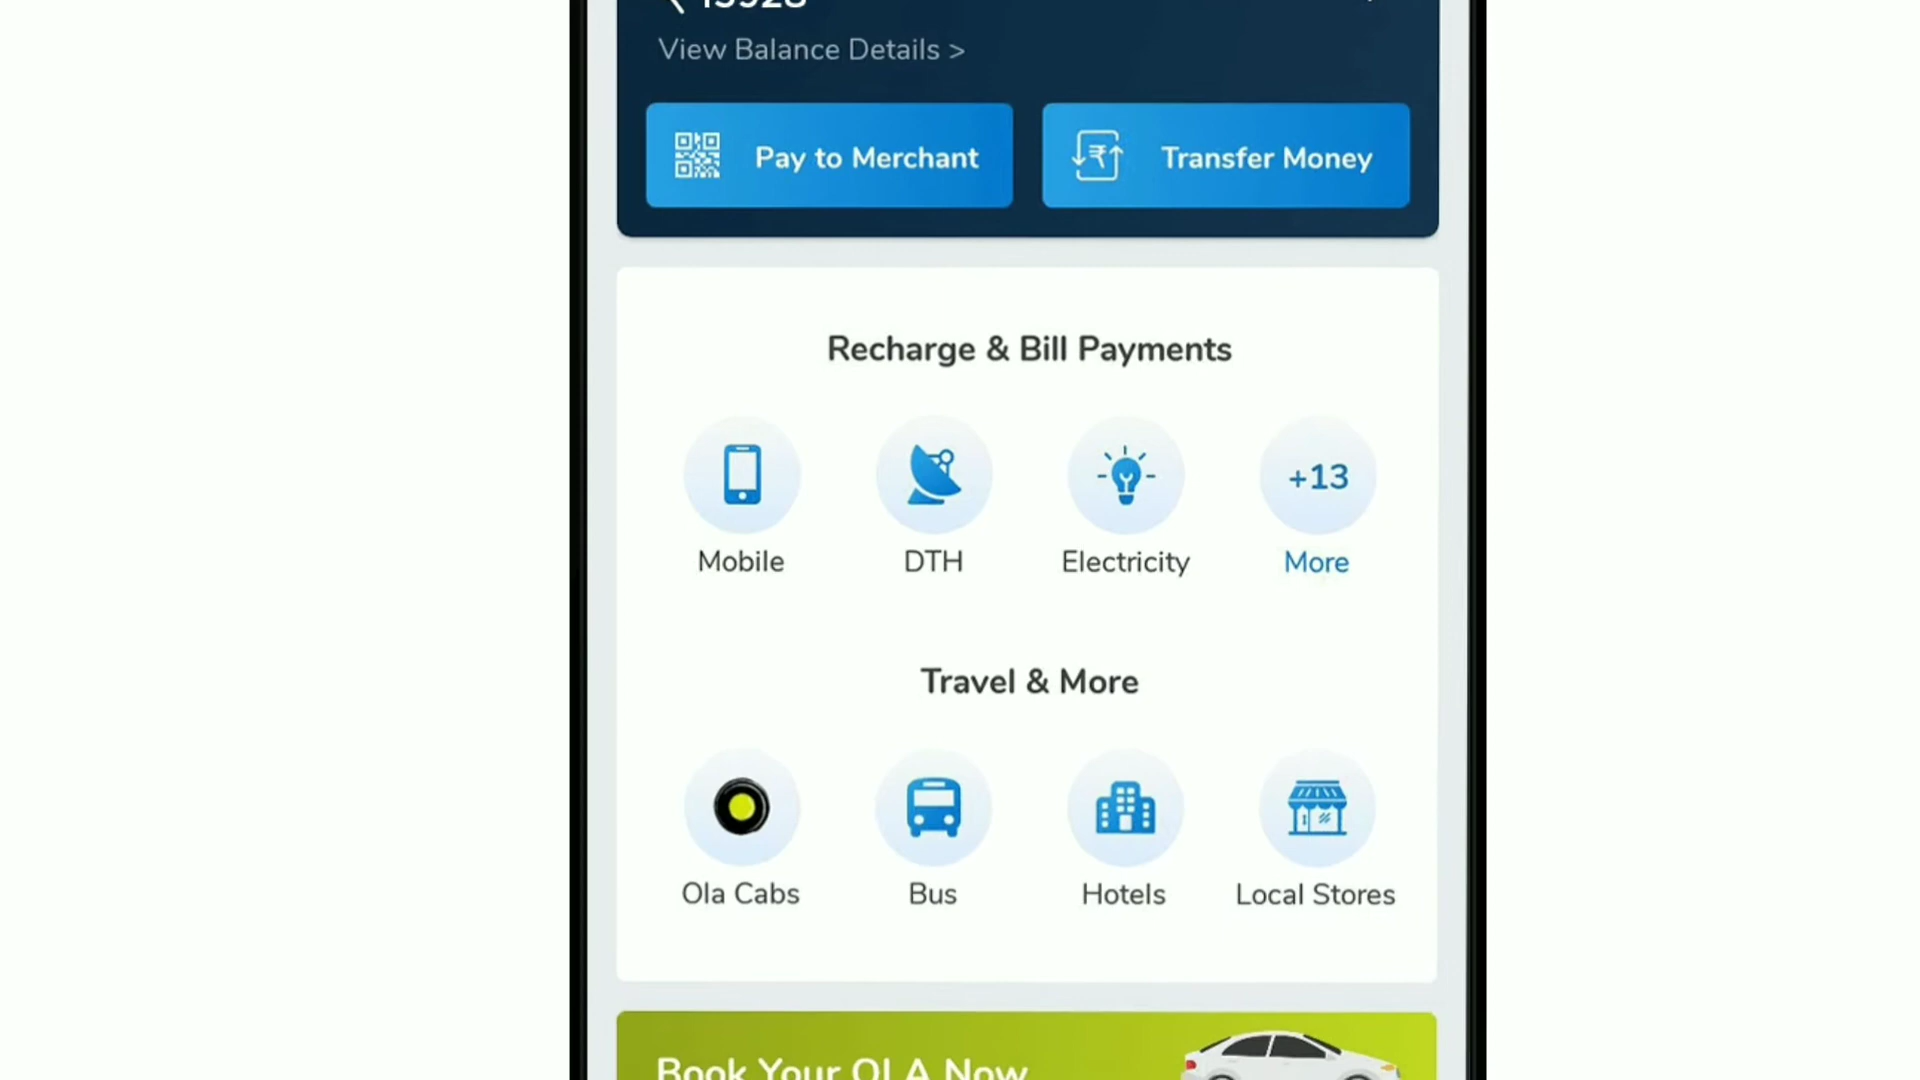 View Balance Details >
Pay to Merchant
Transfer Money
Recharge & Bill Payments
Mobile
DTH
Electricity
+13
More
Travel & More
Ola Cabs
Bus
Hotels
Local Stores
Book Your OLA Now